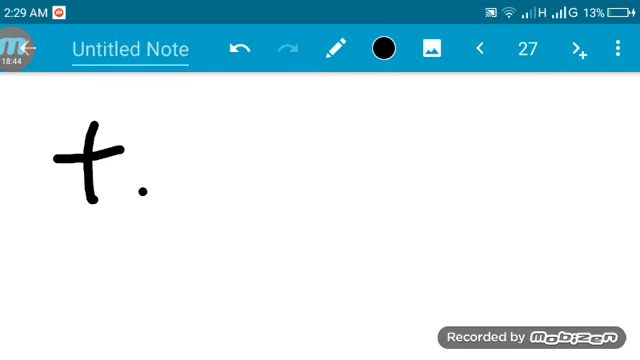 2:29 AM H G 13%
Untitled Note 27
18:44
t.
Recorded by mobizen